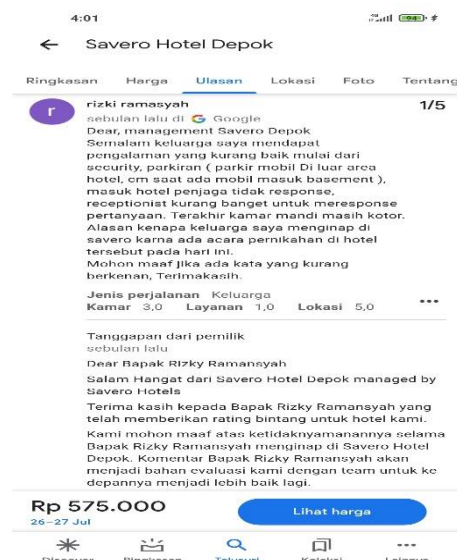 4:01
94
Savero Hotel Depok
Ringkasan Harga Ulasan Lokasi Foto Tentang
r
rizki ramasyah 1/5
sebulan lalu di Google
Dear, management Savero Depok
Semalam keluarga saya mendapat
pengalaman yang kurang baik mulai dari
security, parkiran ( parkir mobil Di luar area
hotel, cm saat ada mobil masuk basement ),
masuk hotel penjaga tidak response,
receptionist kurang banget untuk meresponse
pertanyaan. Terakhir kamar mandi masih kotor.
Alasan kenapa keluarga saya menginap di
savero karna ada acara pernikahan di hotel
tersebut pada hari ini.
Mohon maaf jika ada kata yang kurang
berkenan, Terimakasih.
Jenis perjalanan Keluarga
Kamar 3,0 Layanan 1,0 Lokasi 5,0
Tanggapan dari pemilik
sebulan lalu
Dear Bapak Rizky Ramansyah
Salam Hangat dari Savero Hotel Depok managed by
Savero Hotels
Terima kasih kepada Bapak Rizky Ramansyah yang
telah memberikan rating bintang untuk hotel kami.
Kami mohon maaf atas ketidaknyamanannya selama
Bapak Rizky Ramansyah menginap di Savero Hotel
Depok. Komentar Bapak Rizky Ramansyah akan
menjadi bahan evaluasi kami dengan team untuk ke
depannya menjadi lebih baik lagi.
Rp 575.000
26–27 Jul
Lihat harga